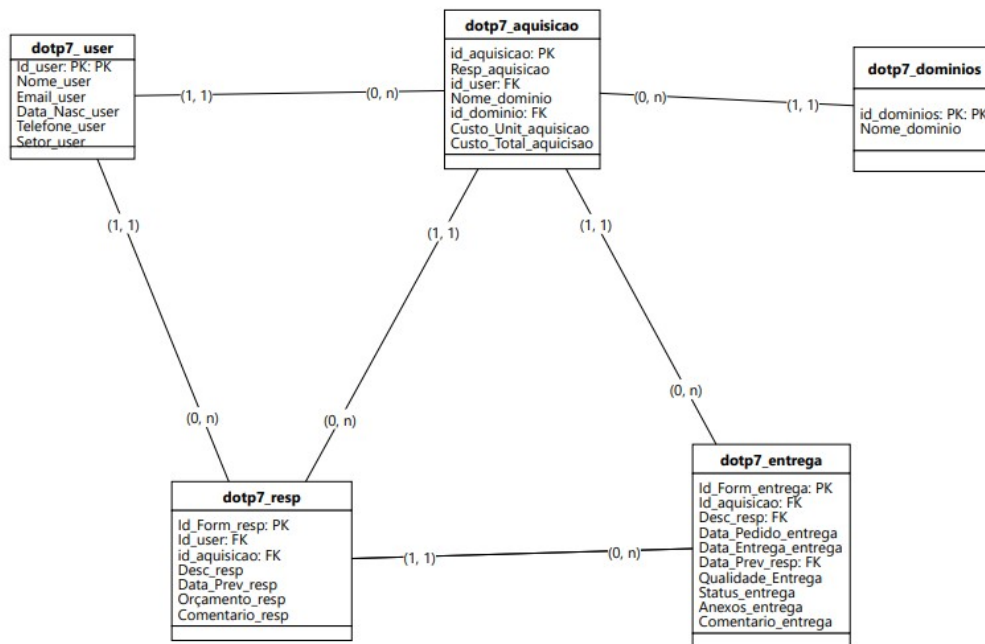 dotp7_ user
Id_user: PK: PK
Nome_user
Email_user
Data_Nasc_user
Telefone_user
Setor_user
(1, 1)
(0, n)
dotp7_aquisicao
id_aquisicao: PK
Resp_aquisicao
id_user: FK
Nome_dominio
id_dominio: FK
Custo_Unit_aquisicao
Custo_Total_aquicisao
(0, n)
(1, 1)
dotp7_dominios
id_dominios: PK: PK
Nome_dominio
(1, 1)
(1, 1)
(1, 1)
(0, n)
(0, n)
(0, n)
dotp7_resp
Id_Form_resp: PK
Id_user: FK
id_aquisicao: FK
Desc_resp
Data_Prev_resp
Orçamento_resp
Comentario_resp
(1, 1)
(0, n)
dotp7_entrega
Id_Form_entrega: PK
Id_aquisicao: FK
Desc_resp: FK
Data_Pedido_entrega
Data_Entrega_entrega
Data_Prev_resp: FK
Qualidade_Entrega
Status_entrega
Anexos_entrega
Comentario_entrega